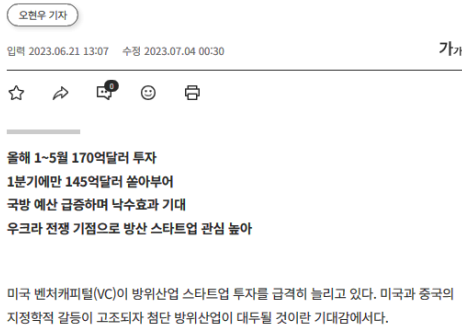 오현우 기자
입력 2023.06.21 13:07 수정 2023.07.04 00:30 가가
0
올해 1~5월 170억달러 투자
1분기에만 145억달러 쏟아부어
국방 예산 급증하며 낙수효과 기대
우크라 전쟁 기점으로 방산 스타트업 관심 높아
미국 벤처캐피털(VC)이 방위산업 스타트업 투자를 급격히 늘리고 있다. 미국과 중국의
지정학적 갈등이 고조되자 첨단 방위산업이 대두될 것이란 기대감에서다.